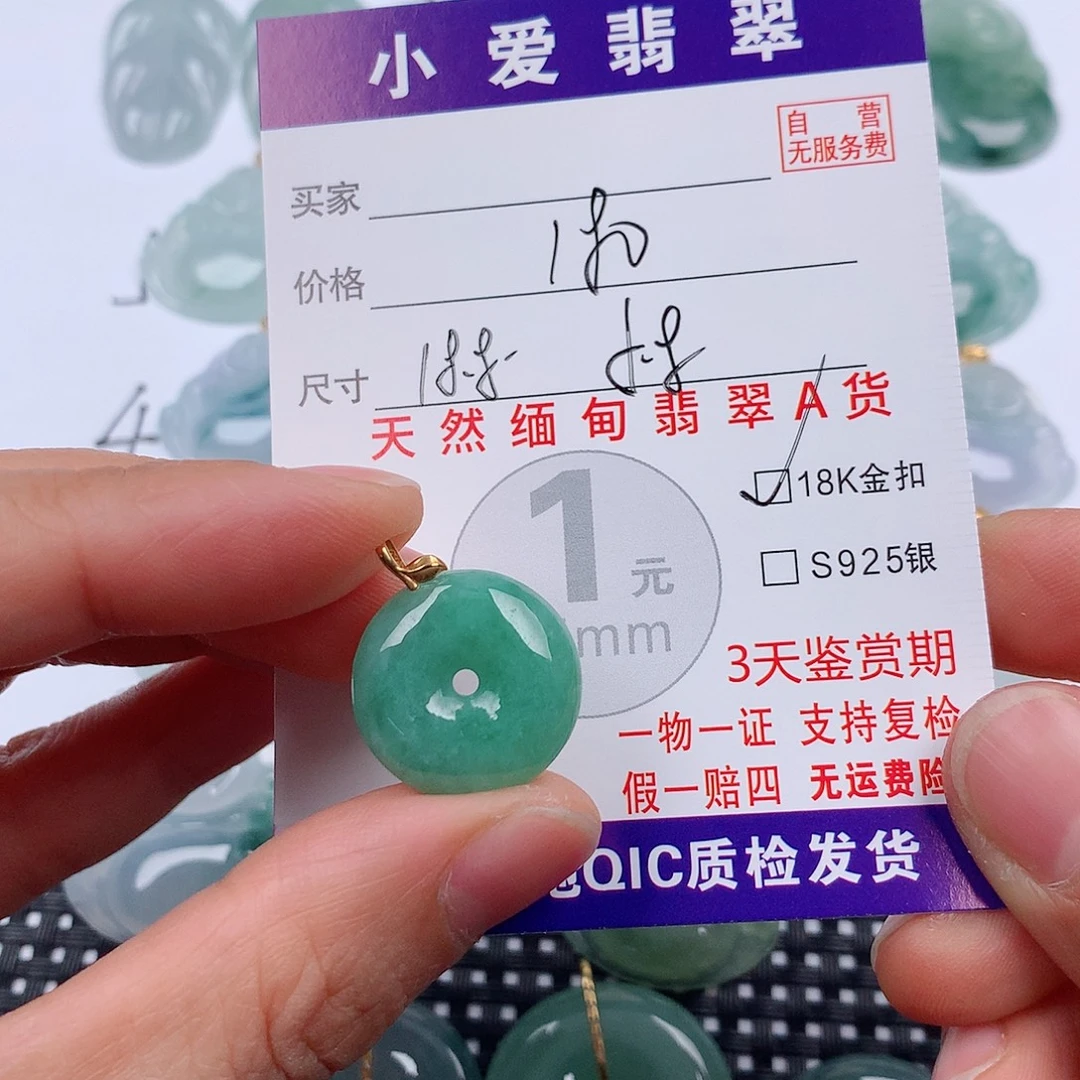 小爱翡翠
自营
无服务费
买家
价格
尺寸
天然缅甸翡翠A货
1元
mm
18K金扣
S925银
3天鉴赏期
一物一证 支持复检
假一赔四 无运费险
QIC质检发货
4